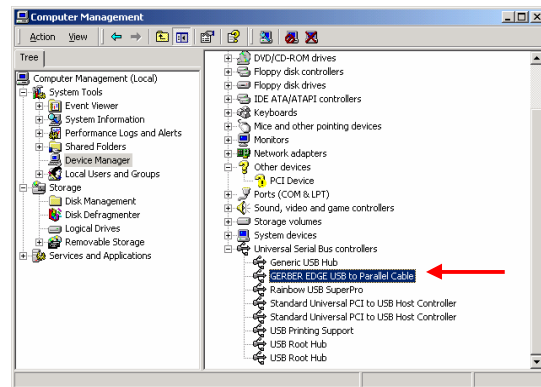 Computer Management
Action View
Tree
Computer Management (Local)
System Tools
Event Viewer
System Information
Performance Logs and Alerts
Shared Folders
Device Manager
Local Users and Groups
Storage
Disk Management
Disk Defragmenter
Logical Drives
Removable Storage
Services and Applications
DVD/CD-ROM drives
Floppy disk controllers
Floppy disk drives
IDE ATA/ATAPI controllers
Keyboards
Mice and other pointing devices
Monitors
Network adapters
Other devices
PCI Device
Ports (COM & LPT)
Sound, video and game controllers
Storage volumes
System devices
Universal Serial Bus controllers
Generic USB Hub
GERBER EDGE USB to Parallel Cable
Rainbow USB SuperPro
Standard Universal PCI to USB Host Controller
Standard Universal PCI to USB Host Controller
USB Printing Support
USB Root Hub
USB Root Hub